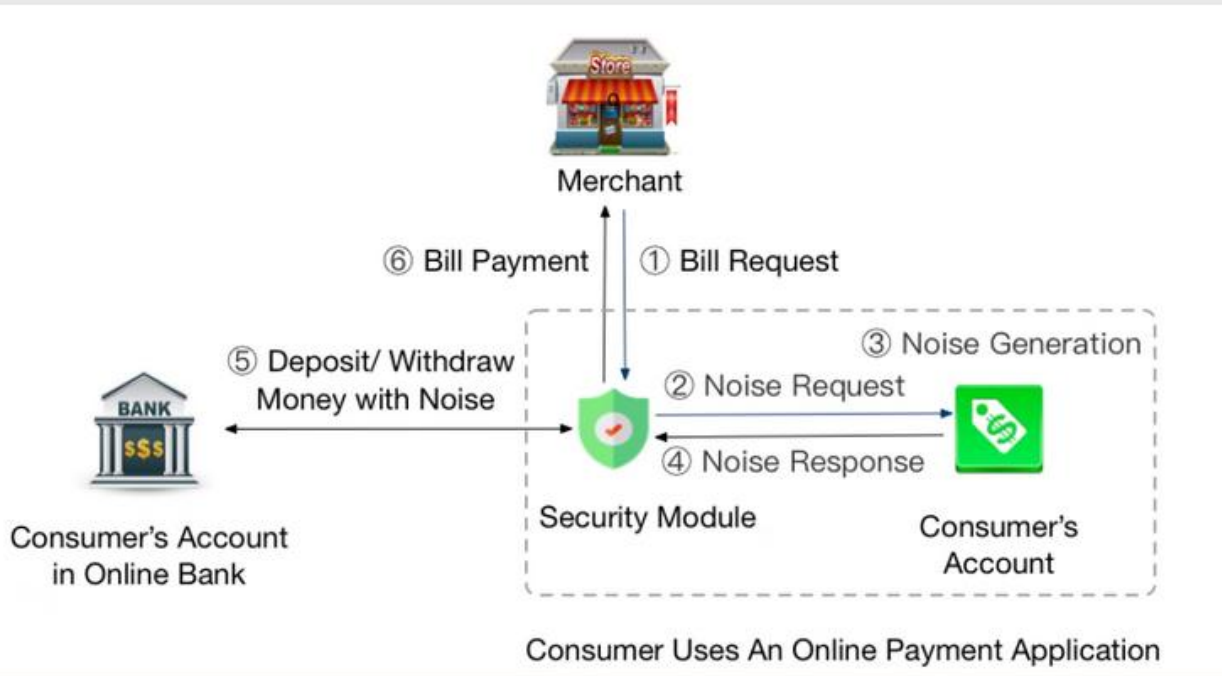 Store
Merchant
⑥ Bill Payment
① Bill Request
③ Noise Generation
⑤ Deposit/ Withdraw
Money with Noise
② Noise Request
BANK
$$$
④ Noise Response
Security Module
Consumer's
Account
Consumer's Account
in Online Bank
Consumer Uses An Online Payment Application